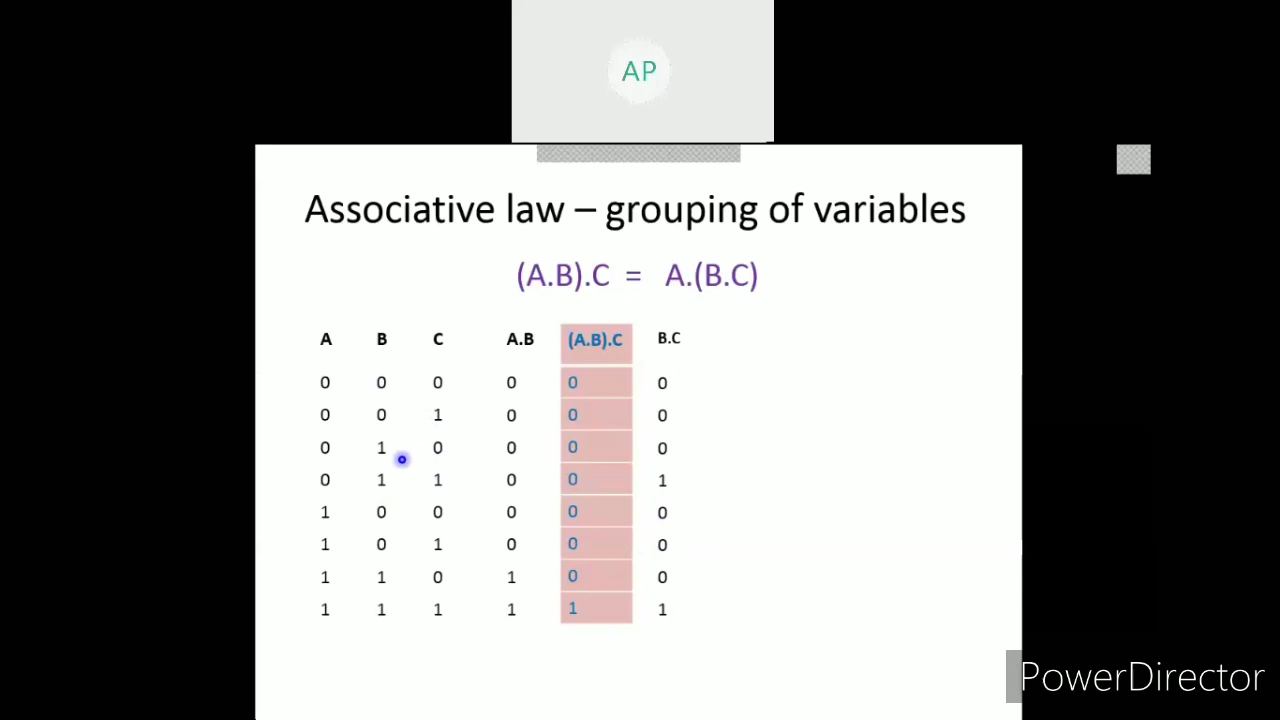 AP
Associative law – grouping of variables
(A.B).C = A.(B.C)
A B C A.B (A.B).C B.C
0 0 0 0 0 0
0 0 1 0 0 0
0 1 0 0 0 0
0 1 1 0 0 1
1 0 0 0 0 0
1 0 1 0 0 0
1 1 0 1 0 0
1 1 1 1 1 1
PowerDirector